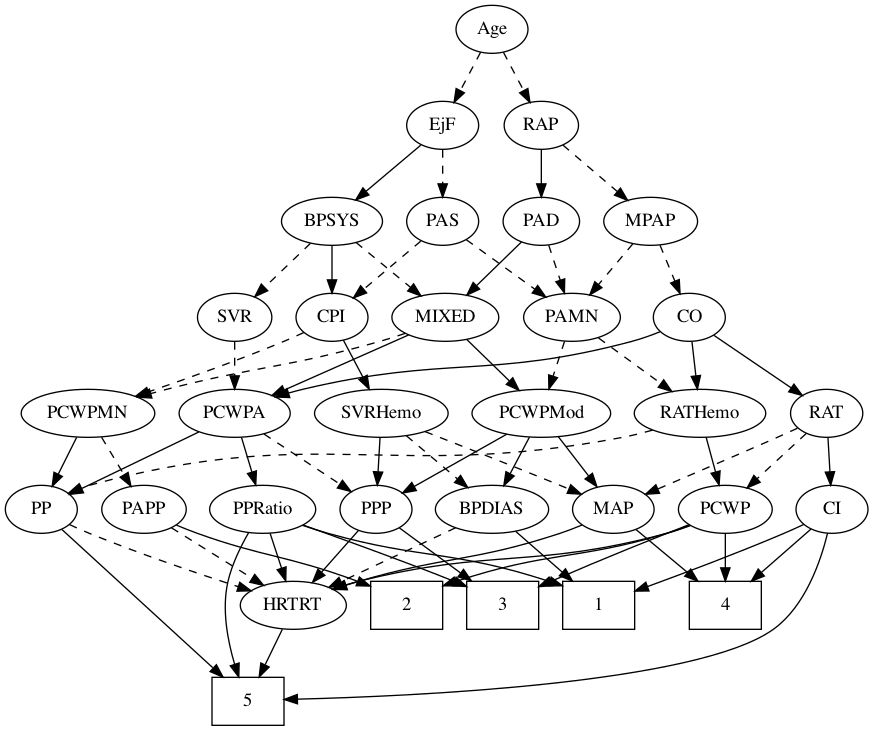 Age
EjF
RAP
BPSYS
PAS
PAD
MPAP
SVR
CPI
MIXED
PAMN
CO
PCWPMN
PCWPA
SVRHemo
PCWPMod
RATHemo
RAT
PP
PAPP
PPRatio
PPP
BPDIAS
MAP
PCWP
CI
HRTRT
2
3
1
4
5